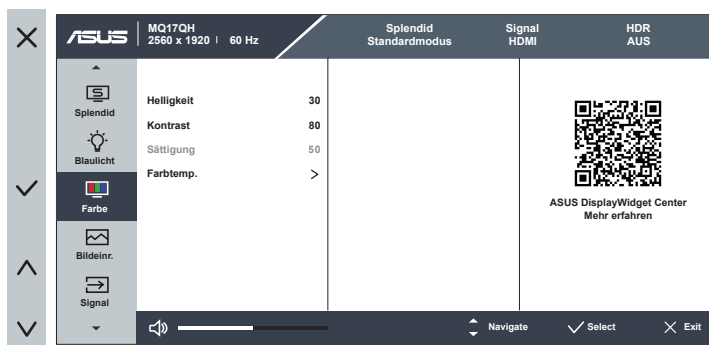 ASUS
MQ17QH
2560 x 1920 | 60 Hz
Splendid
Standardmodus
Signal
HDMI
HDR
AUS
Splendid
Blaulicht
Farbe
Bildeinr.
Signal
Helligkeit 30
Kontrast 80
Sättigung 50
Farbtemp. >
ASUS DisplayWidget Center
Mehr erfahren
Navigate
Select
Exit